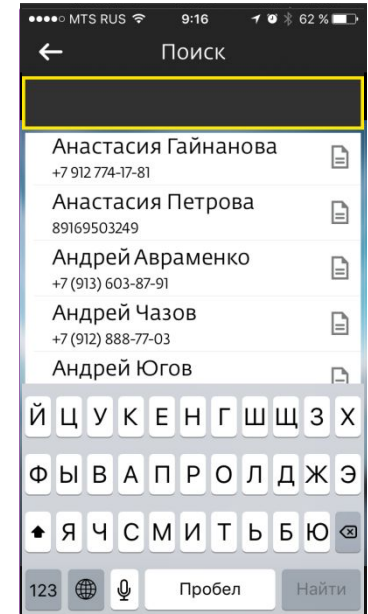 MTS RUS 9:16 62 %
Поиск
Анастасия Гайнанова
+7 912 774-17-81
Анастасия Петрова
89169503249
Андрей Авраменко
+7 (913) 603-87-91
Андрей Чазов
+7 (912) 888-77-03
Андрей Югов
Й Ц У К Е Н Г Ш Щ З Х
Ф Ы В А П Р О Л Д Ж Э
Я Ч С М И Т Ь Б Ю
123 Пробел Найти